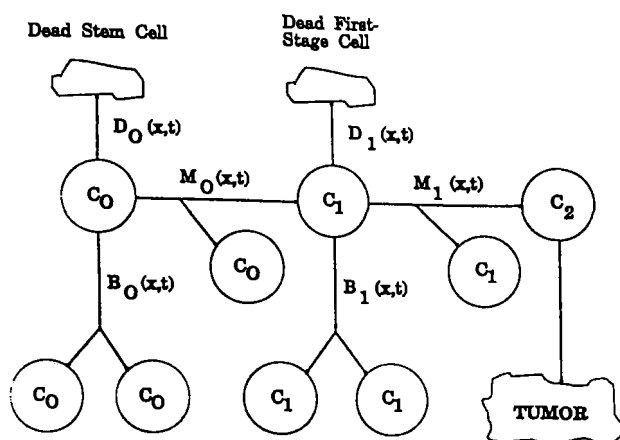 Dead Stem Cell
Dead First-
Stage Cell
D₀(x,t)
D₁(x,t)
M₀(x,t)
M₁(x,t)
C₀
C₁
C₂
C₀
C₁
B₀(x,t)
B₁(x,t)
C₀
C₀
C₁
C₁
TUMOR